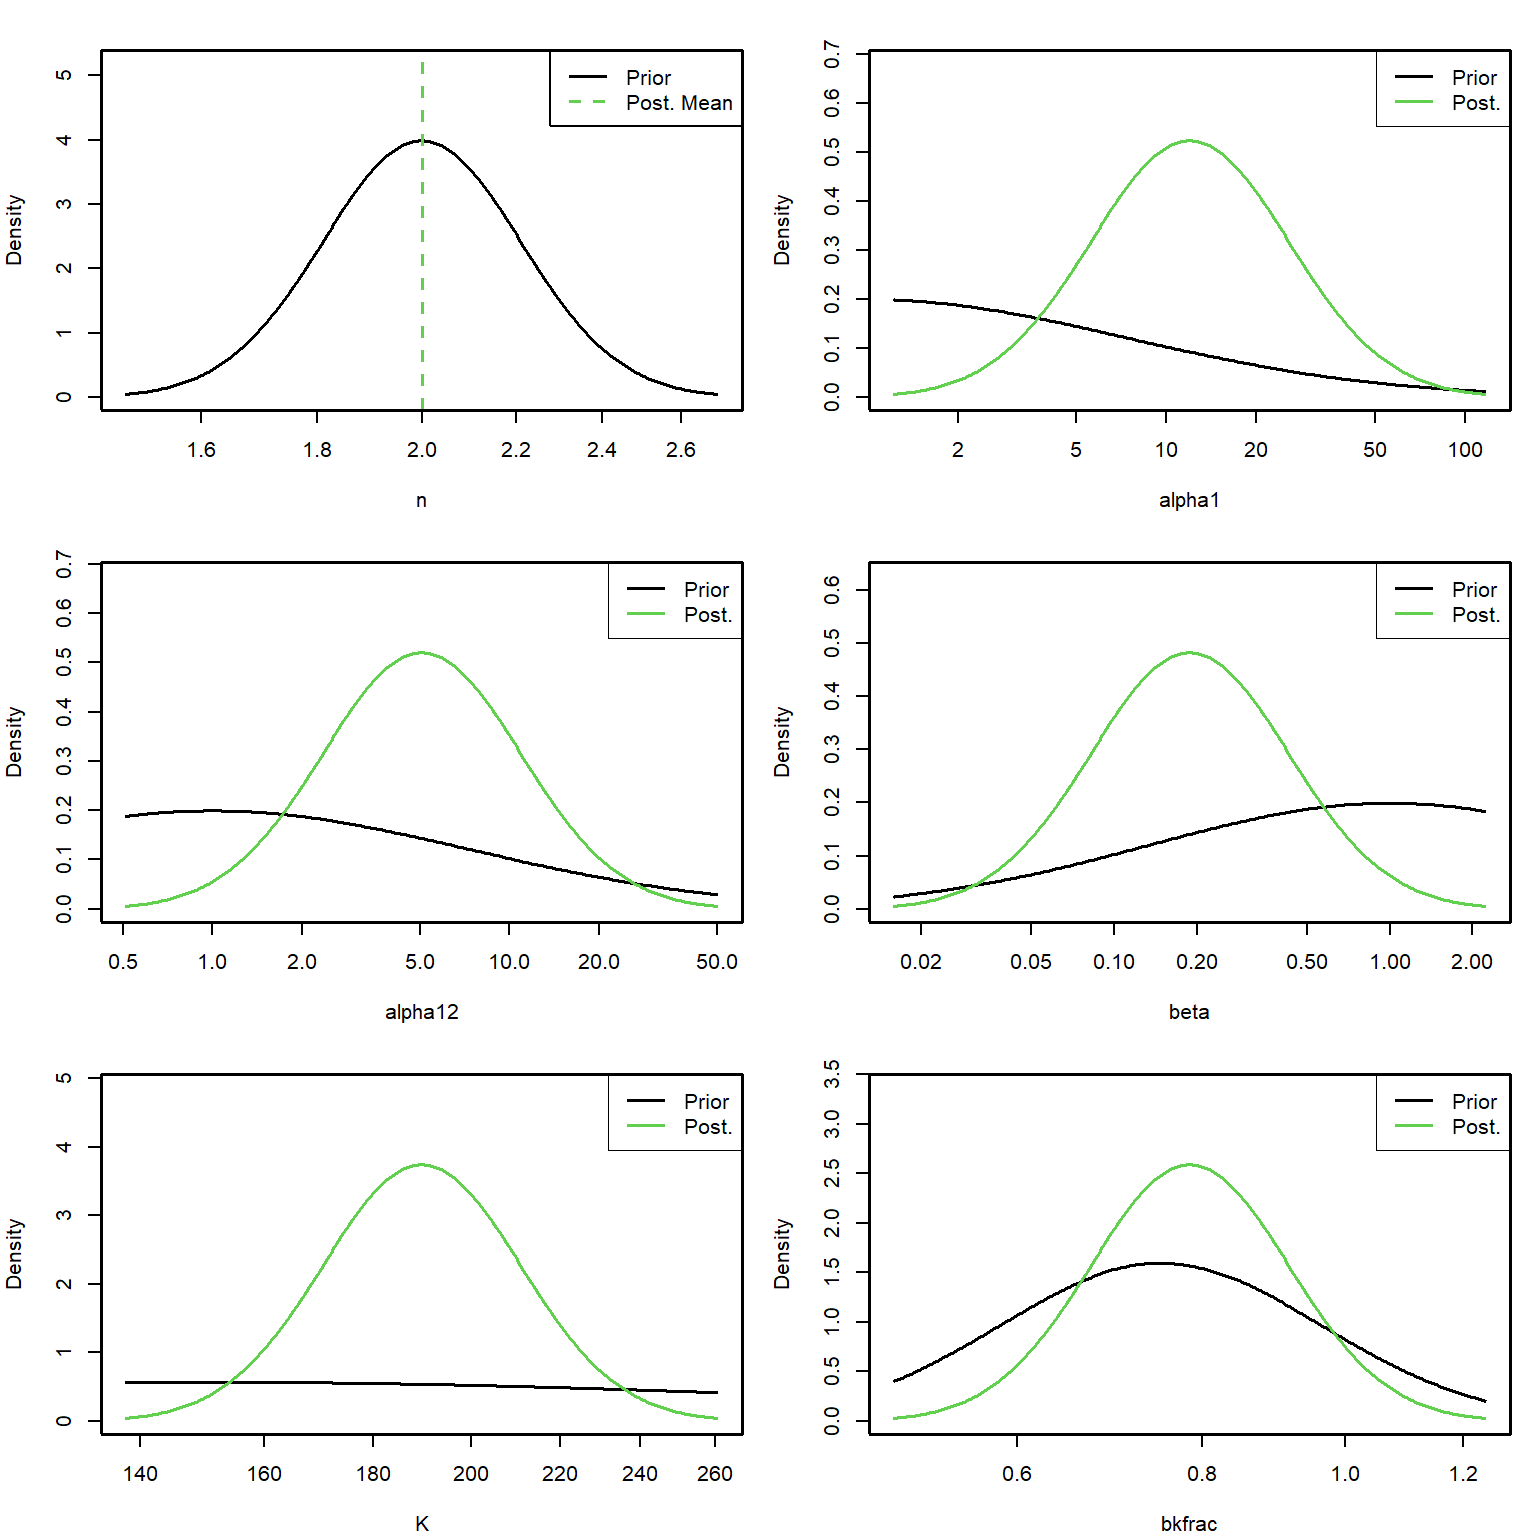 Density
5
4
3
2
1
0
Prior
Post. Mean
1.6 1.8 2.0 2.2 2.4 2.6
n
Density
0.7
0.6
0.5
0.4
0.3
0.2
0.1
0.0
Prior
Post.
2 5 10 20 50 100
alpha1
Density
0.7
0.6
0.5
0.4
0.3
0.2
0.1
0.0
Prior
Post.
0.5 1.0 2.0 5.0 10.0 20.0 50.0
alpha12
Density
0.6
0.5
0.4
0.3
0.2
0.1
0.0
Prior
Post.
0.02 0.05 0.10 0.20 0.50 1.00 2.00
beta
Density
5
4
3
2
1
0
Prior
Post.
140 160 180 200 220 240 260
K
Density
3.5
3.0
2.5
2.0
1.5
1.0
0.5
0.0
Prior
Post.
0.6 0.8 1.0 1.2
bkfrac